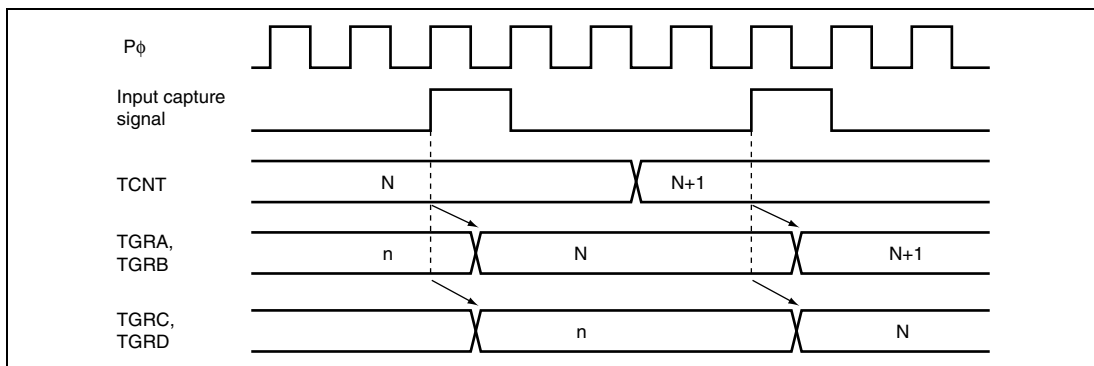 Pϕ
Input capture
signal
TCNT
N
N+1
TGRA,
TGRB
n
N
N+1
TGRC,
TGRD
n
N